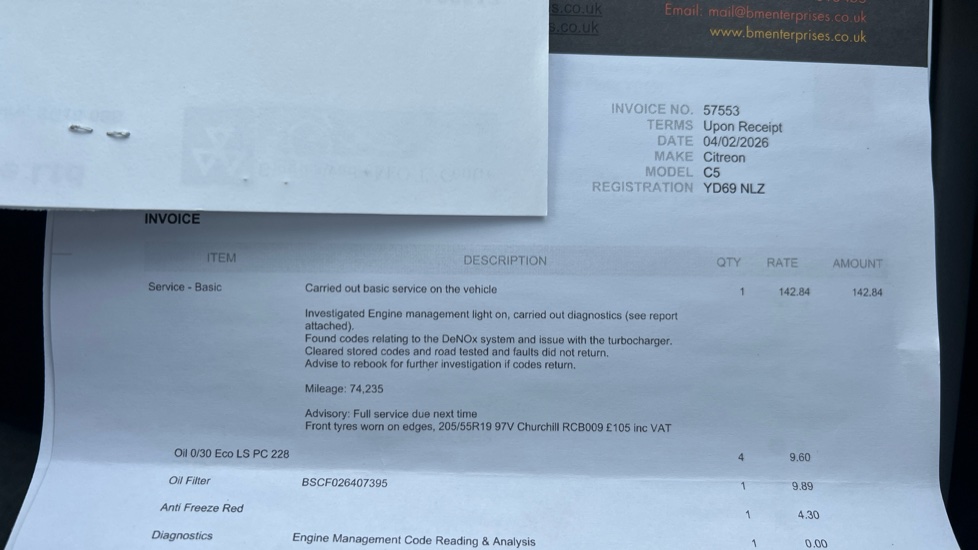 s.co.uk
Email: mail@bmenterprises.co.uk
s.co.uk
www.bmenterprises.co.uk
INVOICE NO. 57553
TERMS Upon Receipt
DATE 04/02/2026
MAKE Citreon
MODEL C5
REGISTRATION YD69 NLZ
INVOICE
ITEM DESCRIPTION QTY RATE AMOUNT
Service - Basic Carried out basic service on the vehicle 1 142.84 142.84
Investigated Engine management light on, carried out diagnostics (see report
attached).
Found codes relating to the DeNOx system and issue with the turbocharger.
Cleared stored codes and road tested and faults did not return.
Advise to rebook for further investigation if codes return.
Mileage: 74,235
Advisory: Full service due next time
Front tyres worn on edges, 205/55R19 97V Churchill RCB009 £105 inc VAT
Oil 0/30 Eco LS PC 228 4 9.60
Oil Filter BSCF026407395 1 9.89
Anti Freeze Red 1 4.30
Diagnostics Engine Management Code Reading & Analysis 1 0.00